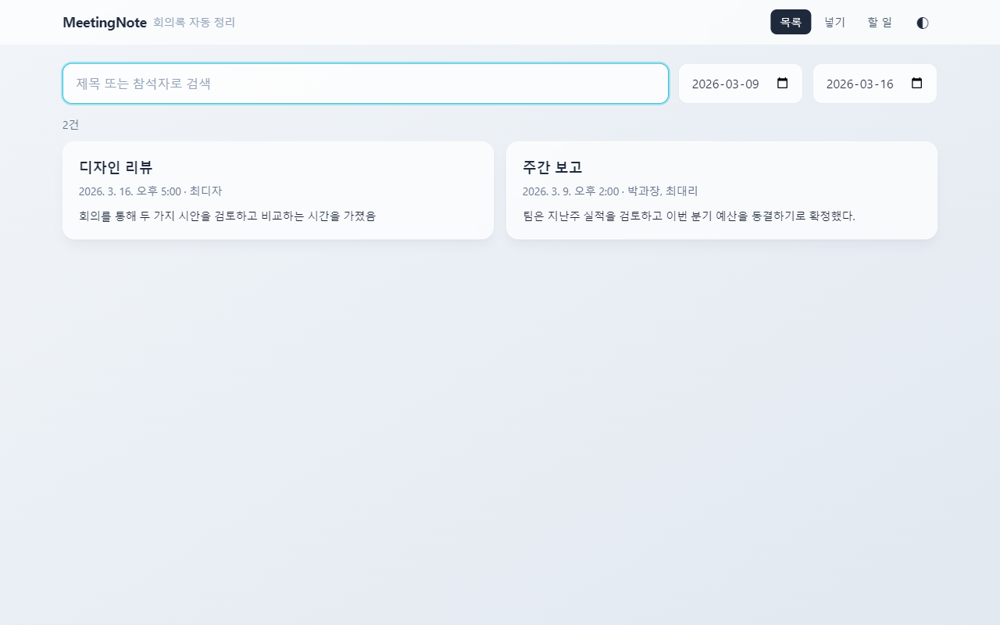 MeetingNote 회의록 자동 정리 목록 넣기 할 일
제목 또는 참석자로 검색 2026-03-09 2026-03-16
2건
디자인 리뷰
2026. 3. 16. 오후 5:00 · 최디자
회의를 통해 두 가지 시안을 검토하고 비교하는 시간을 가졌음
주간 보고
2026. 3. 9. 오후 2:00 · 박과장, 최대리
팀은 지난주 실적을 검토하고 이번 분기 예산을 동결하기로 확정했다.